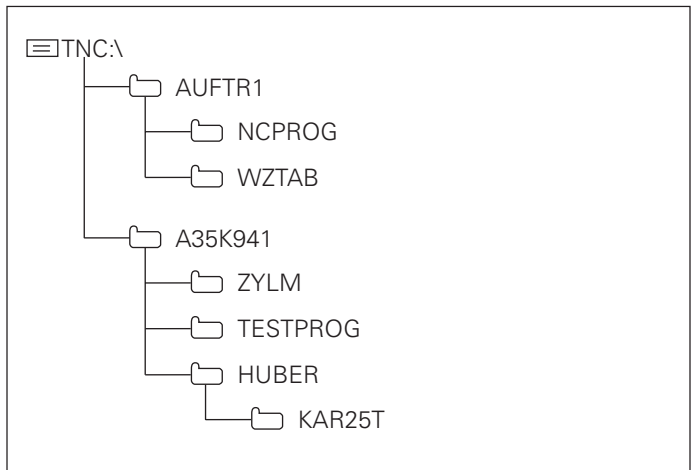 TNC:\
AUFTR1
NCPROG
WZTAB
A35K941
ZYLM
TESTPROG
HUBER
KAR25T